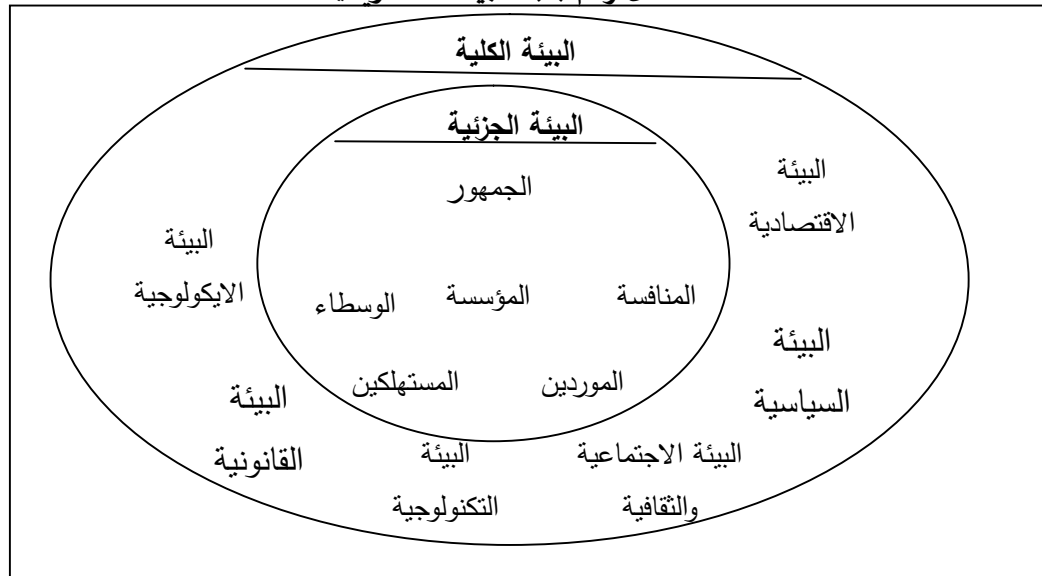 البيئة الكلية
البيئة الجزئية
الجمهور
البيئة
الاقتصادية
البيئة
الايكولوجية
المنافسة
المؤسسة
الوسطاء
البيئة
السياسية
الموردين
المستهلكين
البيئة
القانونية
البيئة الاجتماعية
والثقافية
البيئة
التكنولوجية